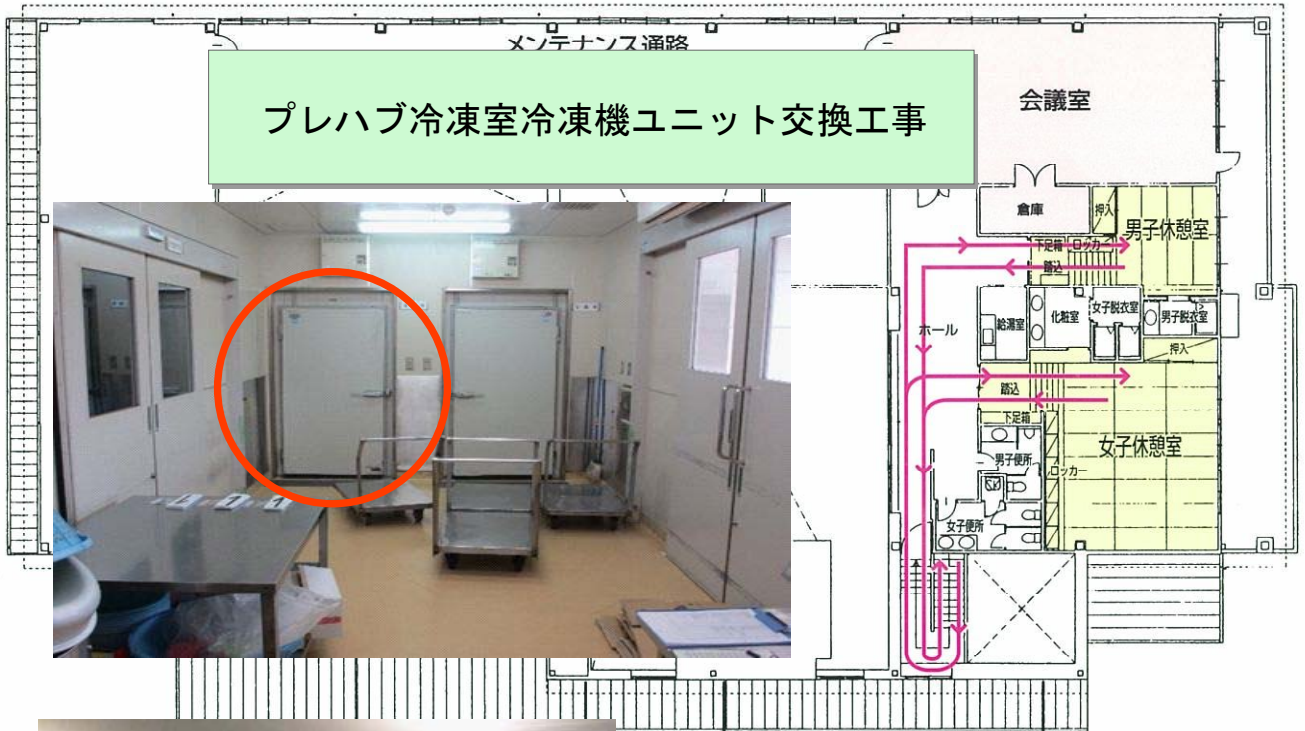 メンテナンス通路
プレハブ冷凍室冷凍機ユニット交換工事
会議室
倉庫
押入
男子休憩室
下足箱
ロッカー
踏込
給湯室
化粧室
女子脱衣室
男子脱衣室
ホール
押入
踏込
下足箱
男子便所
ロッカー
女子休憩室
女子便所